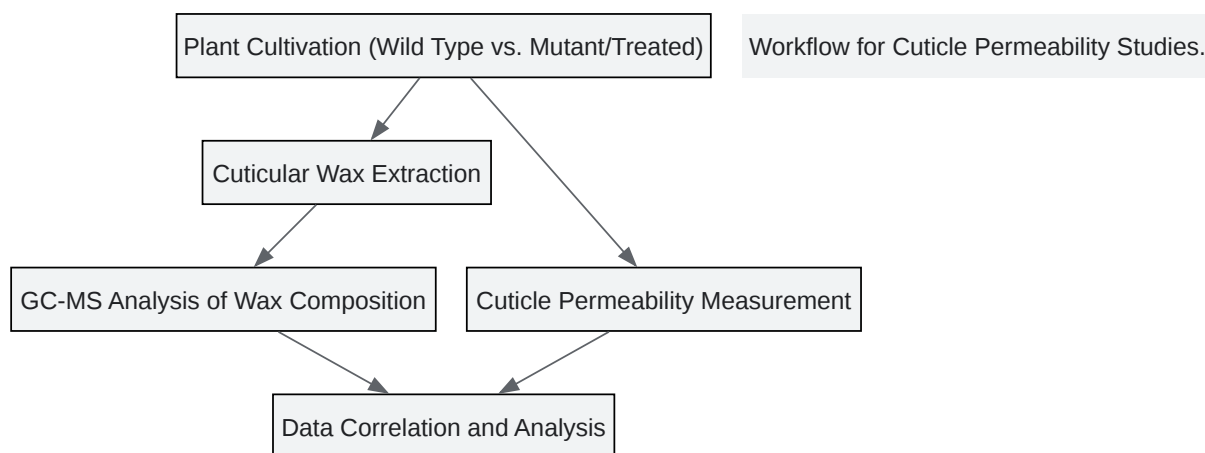 Plant Cultivation (Wild Type vs. Mutant/Treated)
Workflow for Cuticle Permeability Studies.
Cuticular Wax Extraction
GC-MS Analysis of Wax Composition
Cuticle Permeability Measurement
Data Correlation and Analysis